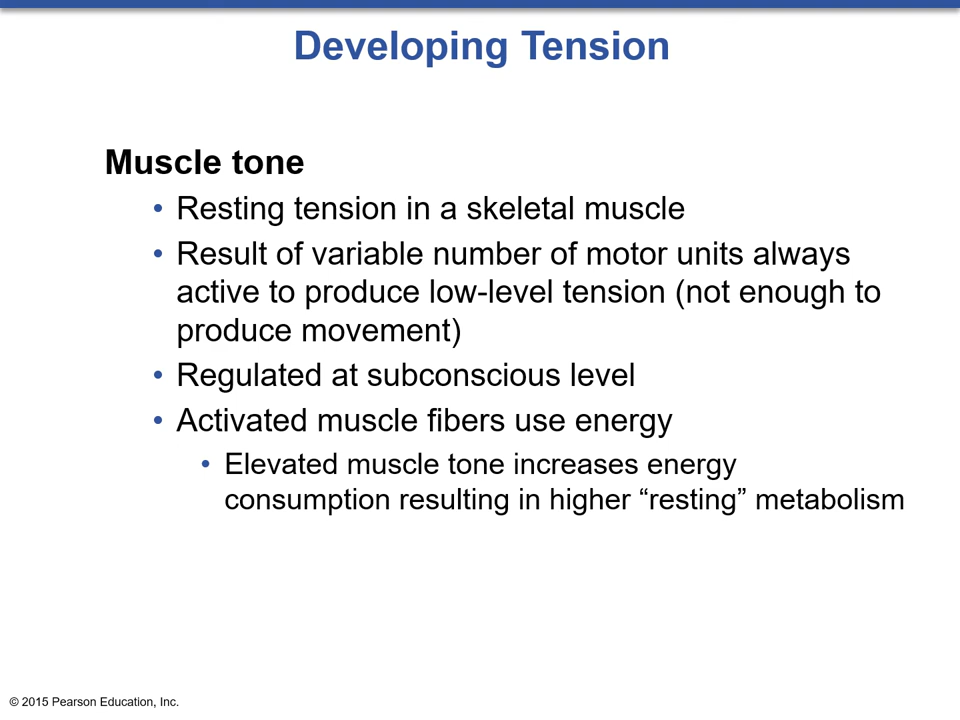 Developing Tension
Muscle tone
• Resting tension in a skeletal muscle
• Result of variable number of motor units always
active to produce low-level tension (not enough to
produce movement)
• Regulated at subconscious level
• Activated muscle fibers use energy
• Elevated muscle tone increases energy
consumption resulting in higher “resting” metabolism
© 2015 Pearson Education, Inc.